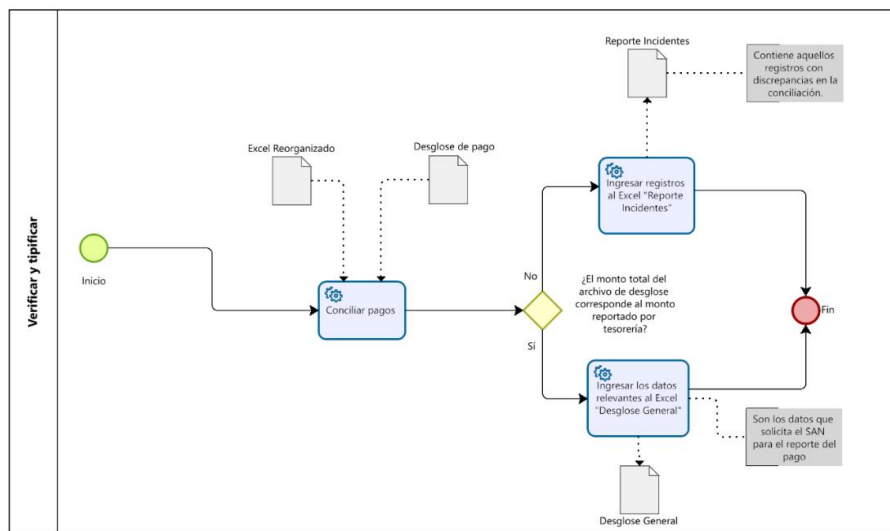 Verificar y tipificar
Inicio
Excel Reorganizado
Desglose de pago
Conciliar pagos
Reporte Incidentes
Contiene aquellos
registros con
discrepancias en la
conciliación.
Ingresar registros
al Excel "Reporte
Incidentes"
No
¿El monto total del
archivo de desglose
corresponde al monto
reportado por
tesorería?
Sí
Fin
Ingresar los datos
relevantes al Excel
"Desglose General"
Son los datos que
solicita el SAN
para el reporte del
pago
Desglose General